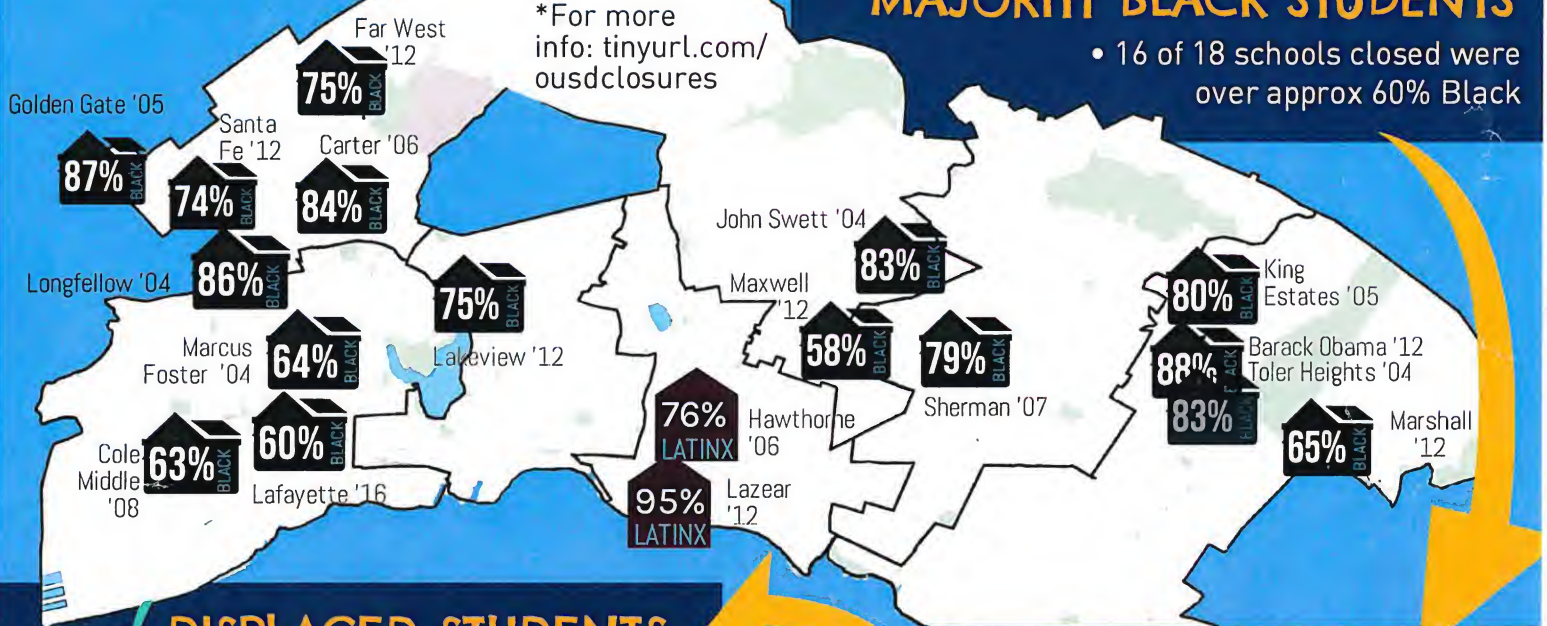 MAJORITY BLACK STUDENTS
• 16 of 18 schools closed were
over approx 60% Black
*For more
info: tinyurl.com/
ousdclosures
Far West
'12
75% BLACK
Golden Gate '05
87% BLACK
Santa
Fe '12
74% BLACK
Carter '06
84% BLACK
Longfellow '04
86% BLACK
75% BLACK
Lakeview '12
Marcus
Foster '04
64% BLACK
Cole
Middle
'08
63% BLACK
60% BLACK
Lafayette '16
John Swett '04
83% BLACK
Maxwell
'12
58% BLACK
79% BLACK
Sherman '07
76%
LATINX
Hawthorne
'06
95%
LATINX
Lazear
'12
80% BLACK
King
Estates '05
88% BLACK
Barack Obama '12
Toler Heights '04
83% BLACK
65% BLACK
Marshall
'12
DISPLACED STUDENTS